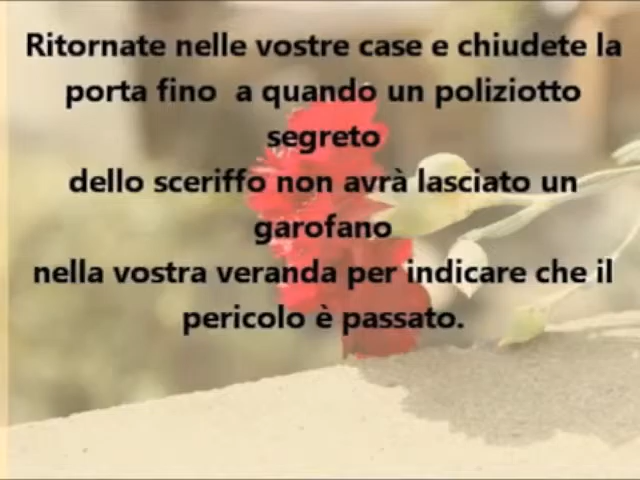 Ritornate nelle vostre case e chiudete la
porta fino  a quando un poliziotto
segreto
dello sceriffo non avrà lasciato un
garofano
nella vostra veranda per indicare che il
pericolo è passato.